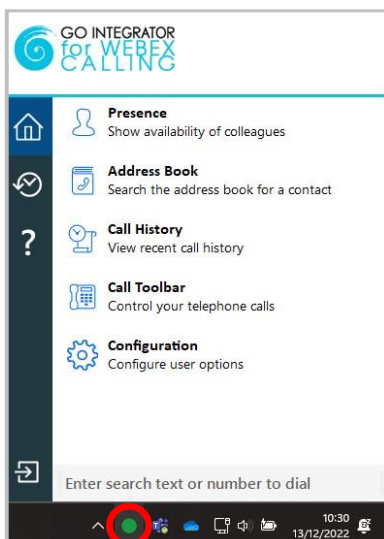 GO INTEGRATOR
for WEBEX
CALLING
Presence
Show availability of colleagues
Address Book
Search the address book for a contact
Call History
View recent call history
Call Toolbar
Control your telephone calls
Configuration
Configure user options
?
Enter search text or number to dial
10:30
13/12/2022